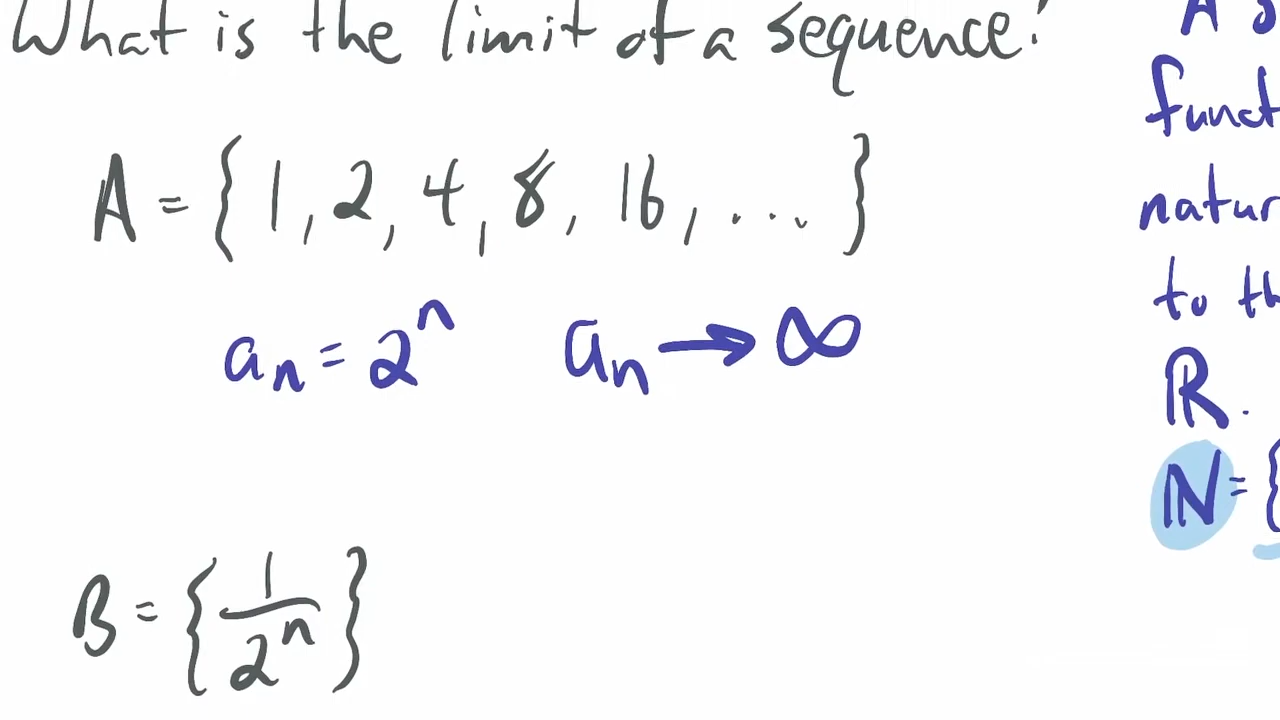 What is the limit of a sequence?
A = { 1, 2, 4, 8, 16, ... }
aₙ = 2ⁿ aₙ → ∞
B = { 1/2ⁿ }
A
funct
natur
to th
ℝ.
ℕ = {